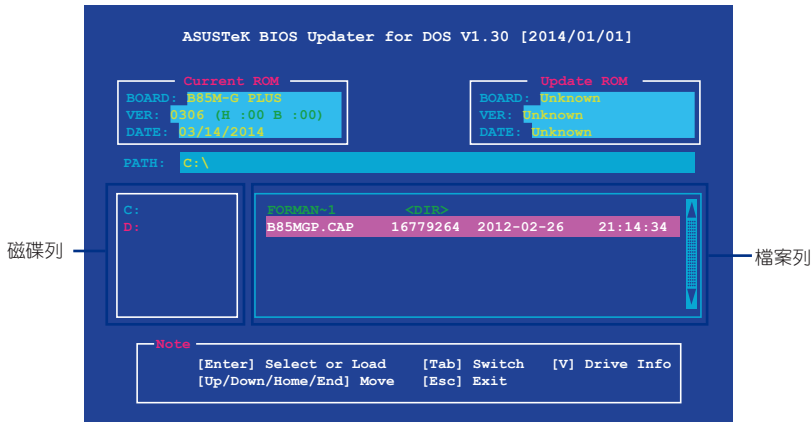 ASUSTeK BIOS Updater for DOS V1.30 [2014/01/01]
Current ROM
BOARD: B85M-G PLUS
VER: 0306 (H :00 B :00)
DATE: 03/14/2014
Update ROM
BOARD: Unknown
VER: Unknown
DATE: Unknown
PATH: C:\
C:
D:
FORMAN~1 <DIR>
B85MGP.CAP 16779264 2012-02-26 21:14:34
磁碟列
檔案列
Note
[Enter] Select or Load [Tab] Switch [V] Drive Info
[Up/Down/Home/End] Move [Esc] Exit